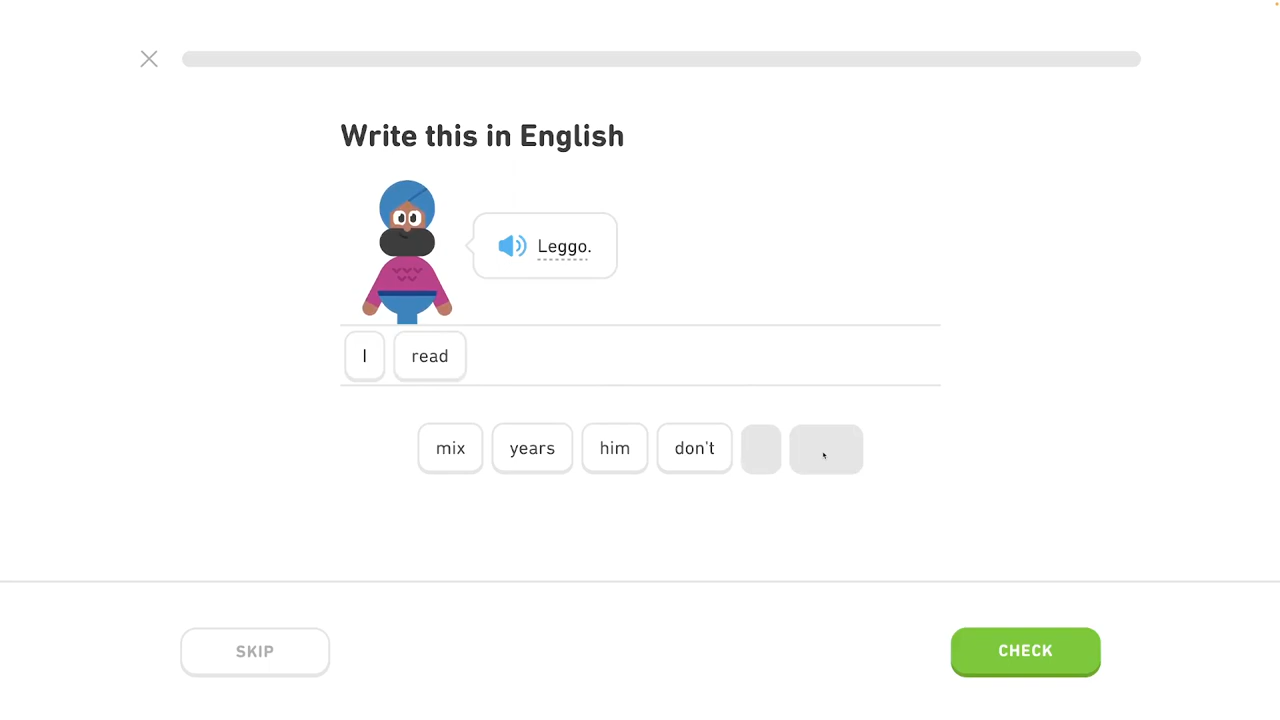 Write this in English
Leggo.
I read
mix years him don't
SKIP CHECK